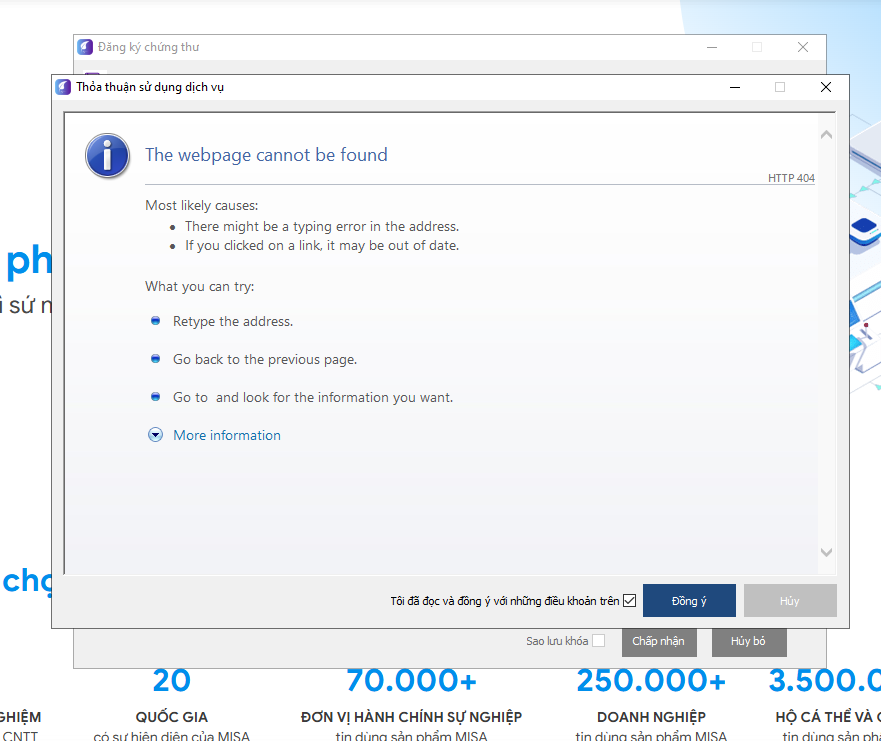 Đăng ký chứng thư
Thỏa thuận sử dụng dịch vụ
The webpage cannot be found
HTTP 404
Most likely causes:
There might be a typing error in the address.
If you clicked on a link, it may be out of date.
ph
sứ
What you can try:
Retype the address.
Go back to the previous page.
Go to  and look for the information you want.
More information
chọ
Tôi đã đọc và đồng ý với những điều khoản trên
Đồng ý
Hủy
Sao lưu khóa
Chấp nhận
Hủy bỏ
20
70.000+
250.000+
3.500.0
GHIỆM
QUỐC GIA
ĐƠN VỊ HÀNH CHÍNH SỰ NGHIỆP
DOANH NGHIỆP
HỘ CÁ THỂ VÀ
CNTT
có sự hiện diện của MISA
tin dùng sản phẩm MISA
tin dùng sản phẩm MISA
tin dùng sản phẩ